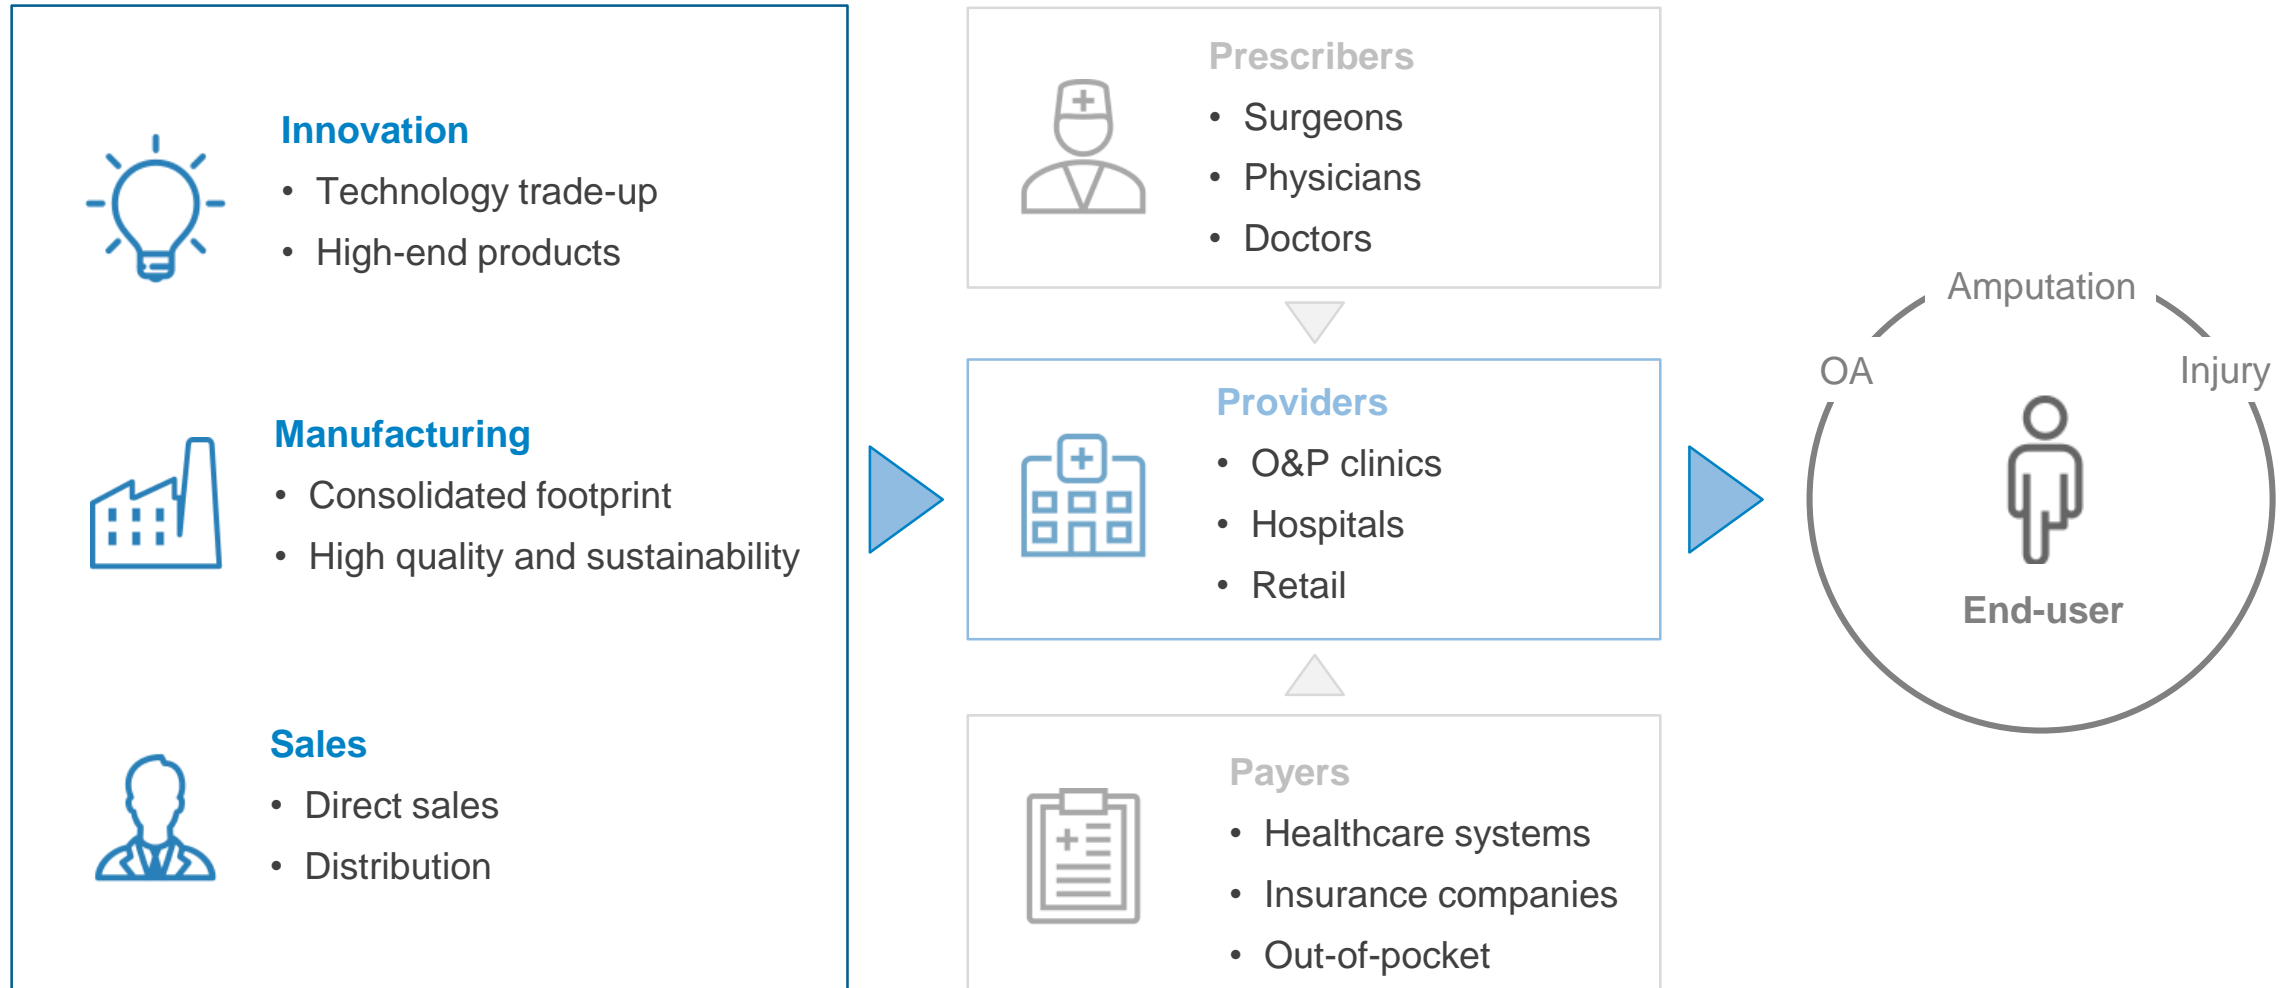 Innovation
• Technology trade-up
• High-end products
Manufacturing
• Consolidated footprint
• High quality and sustainability
Sales
• Direct sales
• Distribution
Prescribers
• Surgeons
• Physicians
• Doctors
Providers
• O&P clinics
• Hospitals
• Retail
Payers
• Healthcare systems
• Insurance companies
• Out-of-pocket
Amputation
OA
Injury
End-user